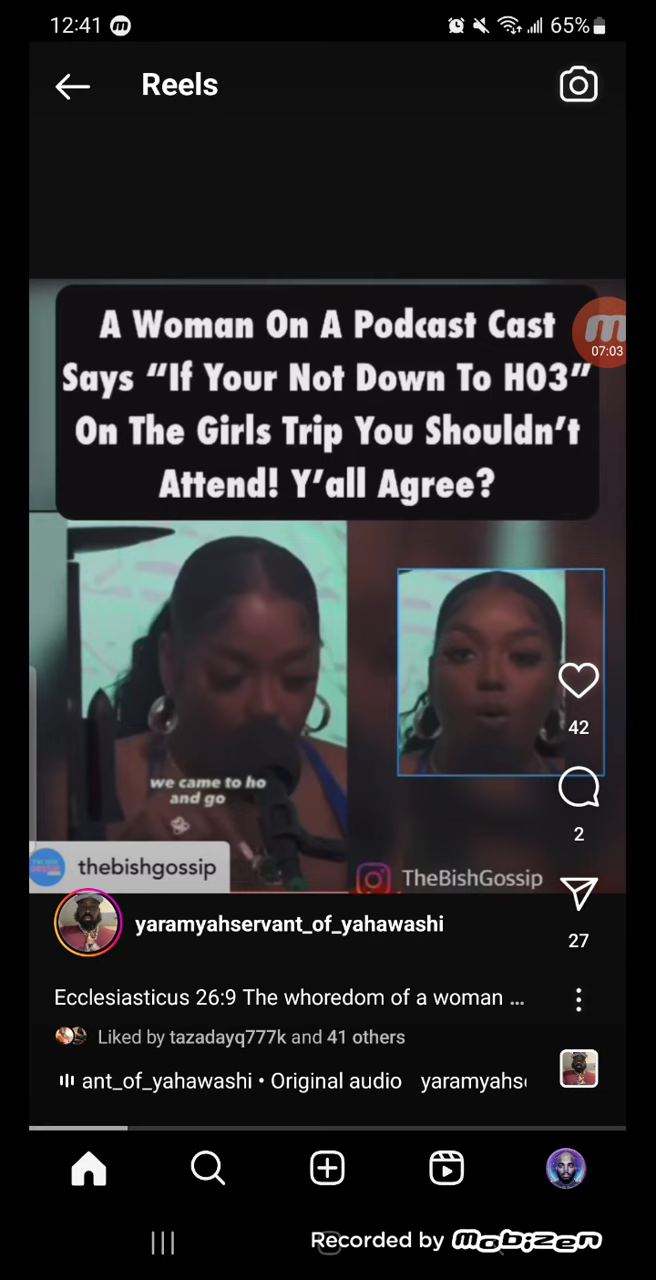 12:41
65%
Reels
A Woman On A Podcast Cast
Says “If Your Not Down To H03”
On The Girls Trip You Shouldn’t
Attend! Y’all Agree?
07:03
42
we came to ho
and go
2
thebishgossip
TheBishGossip
yaramyahservant_of_yahawashi
27
Ecclesiasticus 26:9 The whoredom of a woman ...
Liked by tazadayq777k and 41 others
ant_of_yahawashi • Original audio yaramyahs
Recorded by mobizen